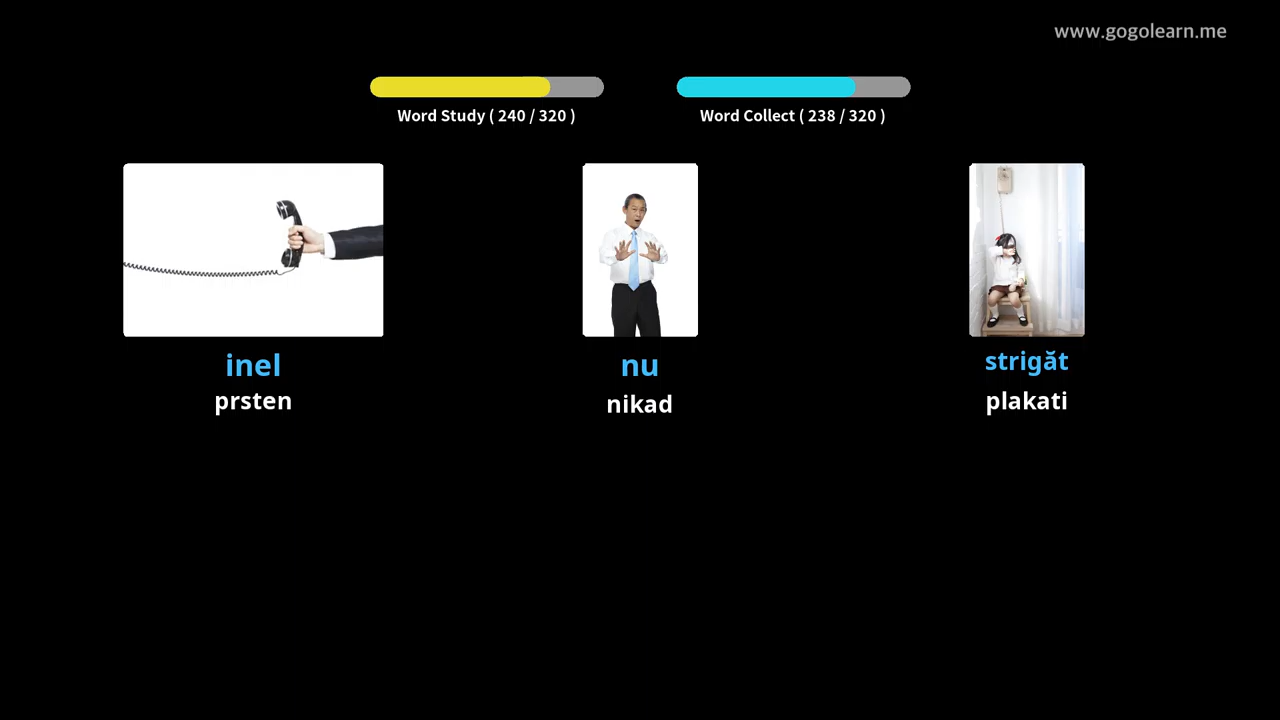 www.gogolearn.me
Word Study ( 240 / 320 )
Word Collect ( 238 / 320 )
inel
nu
strigăt
prsten
nikad
plakati